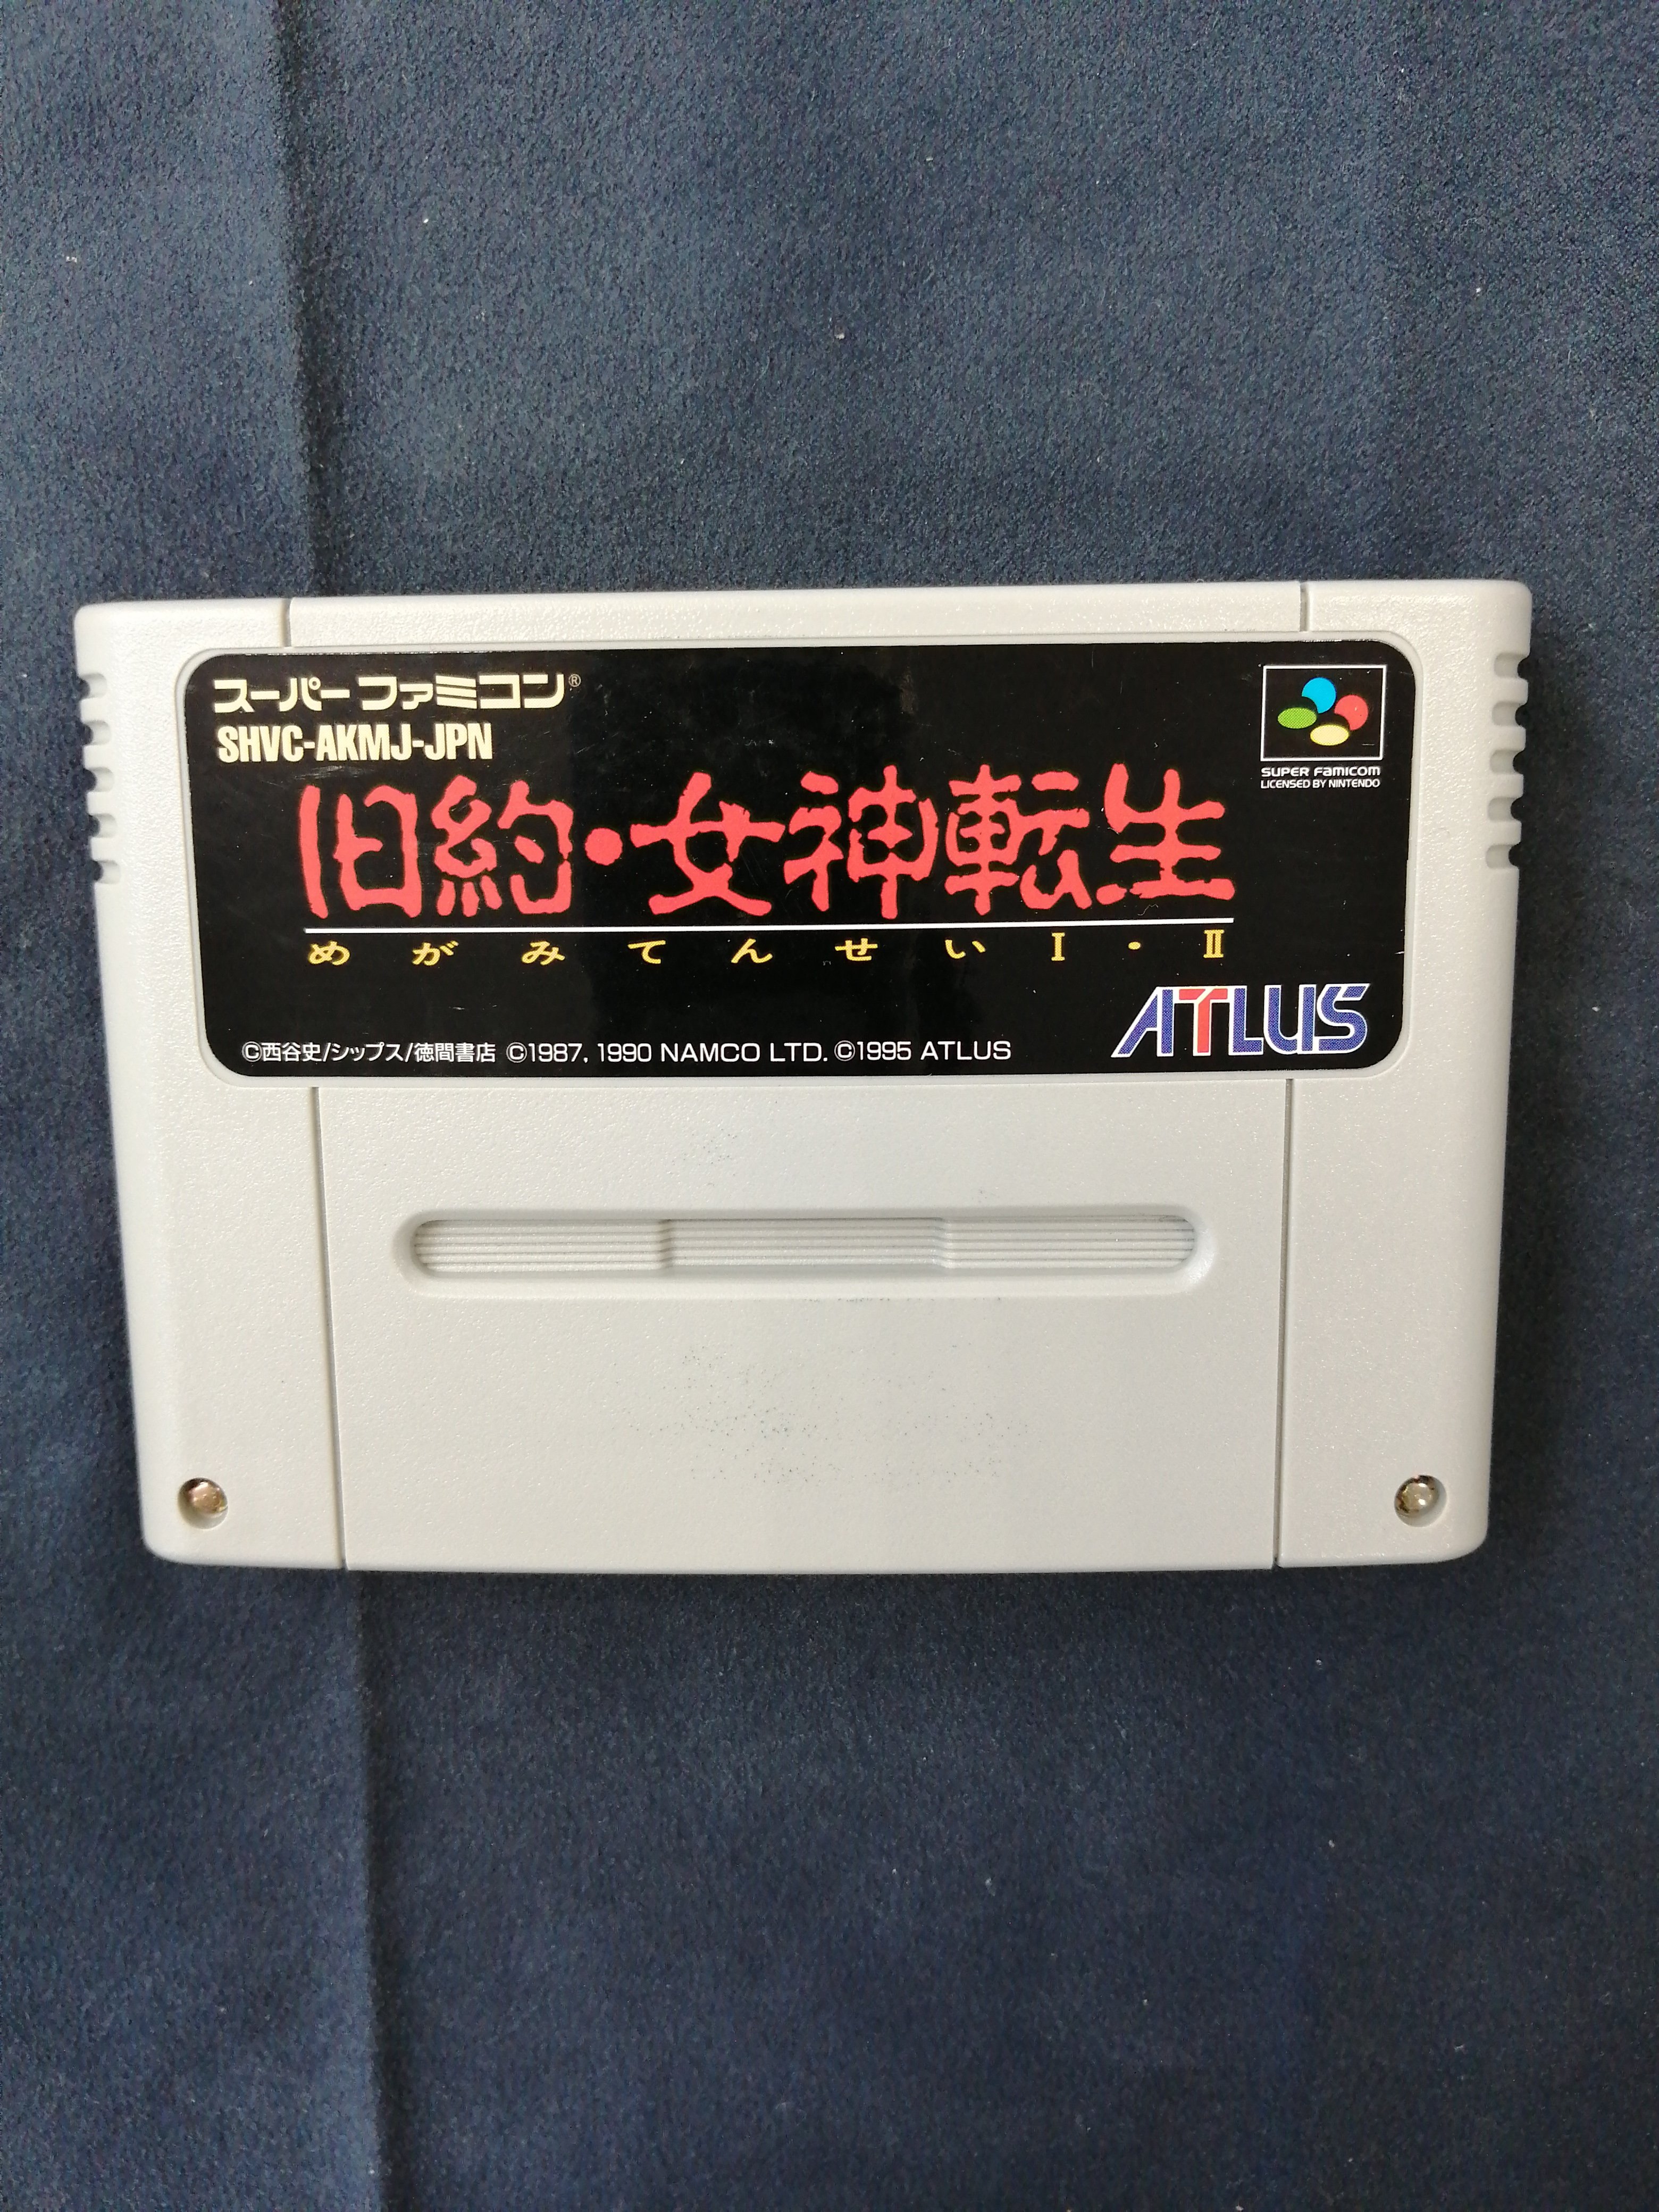 スーパーファミコン®
SHVC-AKMJ-JPN
SUPER FAMICOM
LICENSED BY NINTENDO
旧約・女神転生
めがみてんせいⅠ・Ⅱ
ATLUS
©西谷史/シップス/徳間書店 ©1987, 1990 NAMCO LTD. ©1995 ATLUS